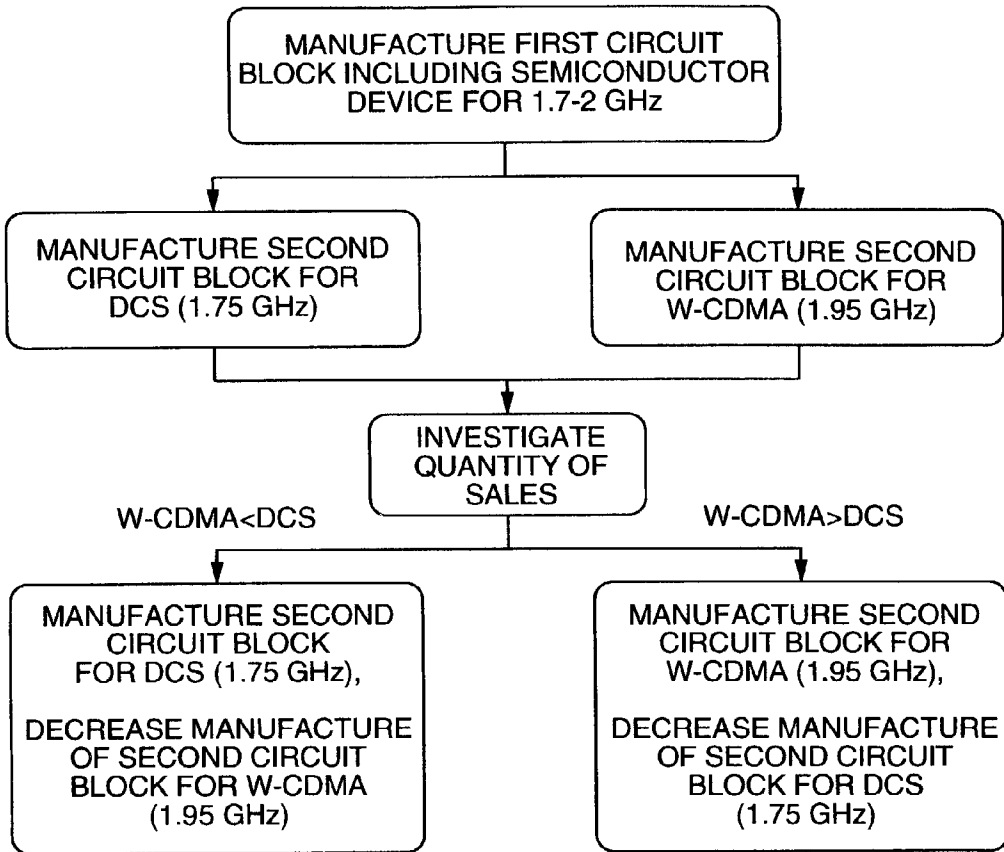 MANUFACTURE FIRST CIRCUIT
BLOCK INCLUDING SEMICONDUCTOR
DEVICE FOR 1.7-2 GHz
MANUFACTURE SECOND
CIRCUIT BLOCK FOR
DCS (1.75 GHz)
MANUFACTURE SECOND
CIRCUIT BLOCK FOR
W-CDMA (1.95 GHz)
INVESTIGATE
QUANTITY OF
SALES
W-CDMA<DCS
W-CDMA>DCS
MANUFACTURE SECOND
CIRCUIT BLOCK
FOR DCS (1.75 GHz),
DECREASE MANUFACTURE
OF SECOND CIRCUIT
BLOCK FOR W-CDMA
(1.95 GHz)
MANUFACTURE SECOND
CIRCUIT BLOCK FOR
W-CDMA (1.95 GHz),
DECREASE MANUFACTURE
OF SECOND CIRCUIT
BLOCK FOR DCS
(1.75 GHz)